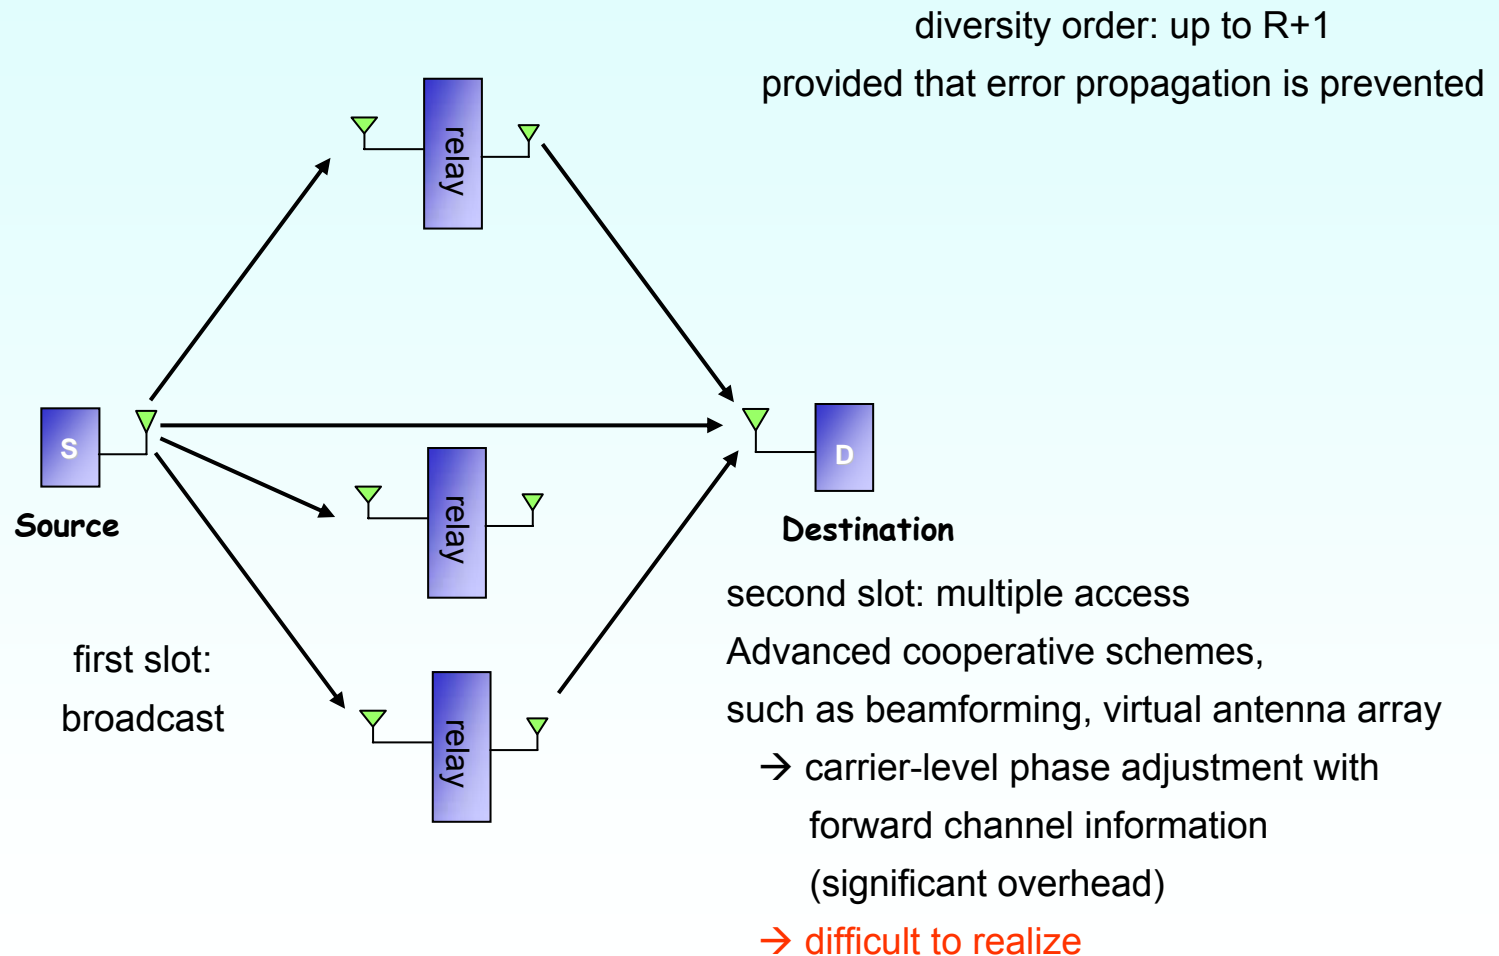 diversity order: up to R+1
provided that error propagation is prevented
relay
S
D
relay
Source
Destination
first slot:
broadcast
relay
second slot: multiple access
Advanced cooperative schemes,
such as beamforming, virtual antenna array
→ carrier-level phase adjustment with
forward channel information
(significant overhead)
→ difficult to realize